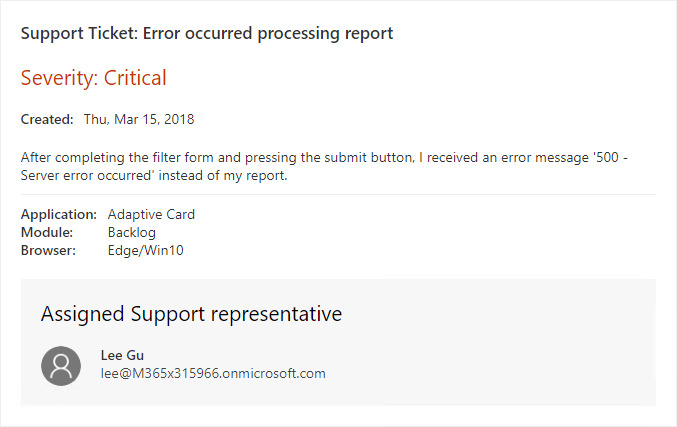 Support Ticket: Error occurred processing report
Severity: Critical
Created: Thu, Mar 15, 2018
After completing the filter form and pressing the submit button, I received an error message '500 -
Server error occurred' instead of my report.
Application: Adaptive Card
Module: Backlog
Browser: Edge/Win10
Assigned Support representative
Lee Gu
lee@M365x315966.onmicrosoft.com